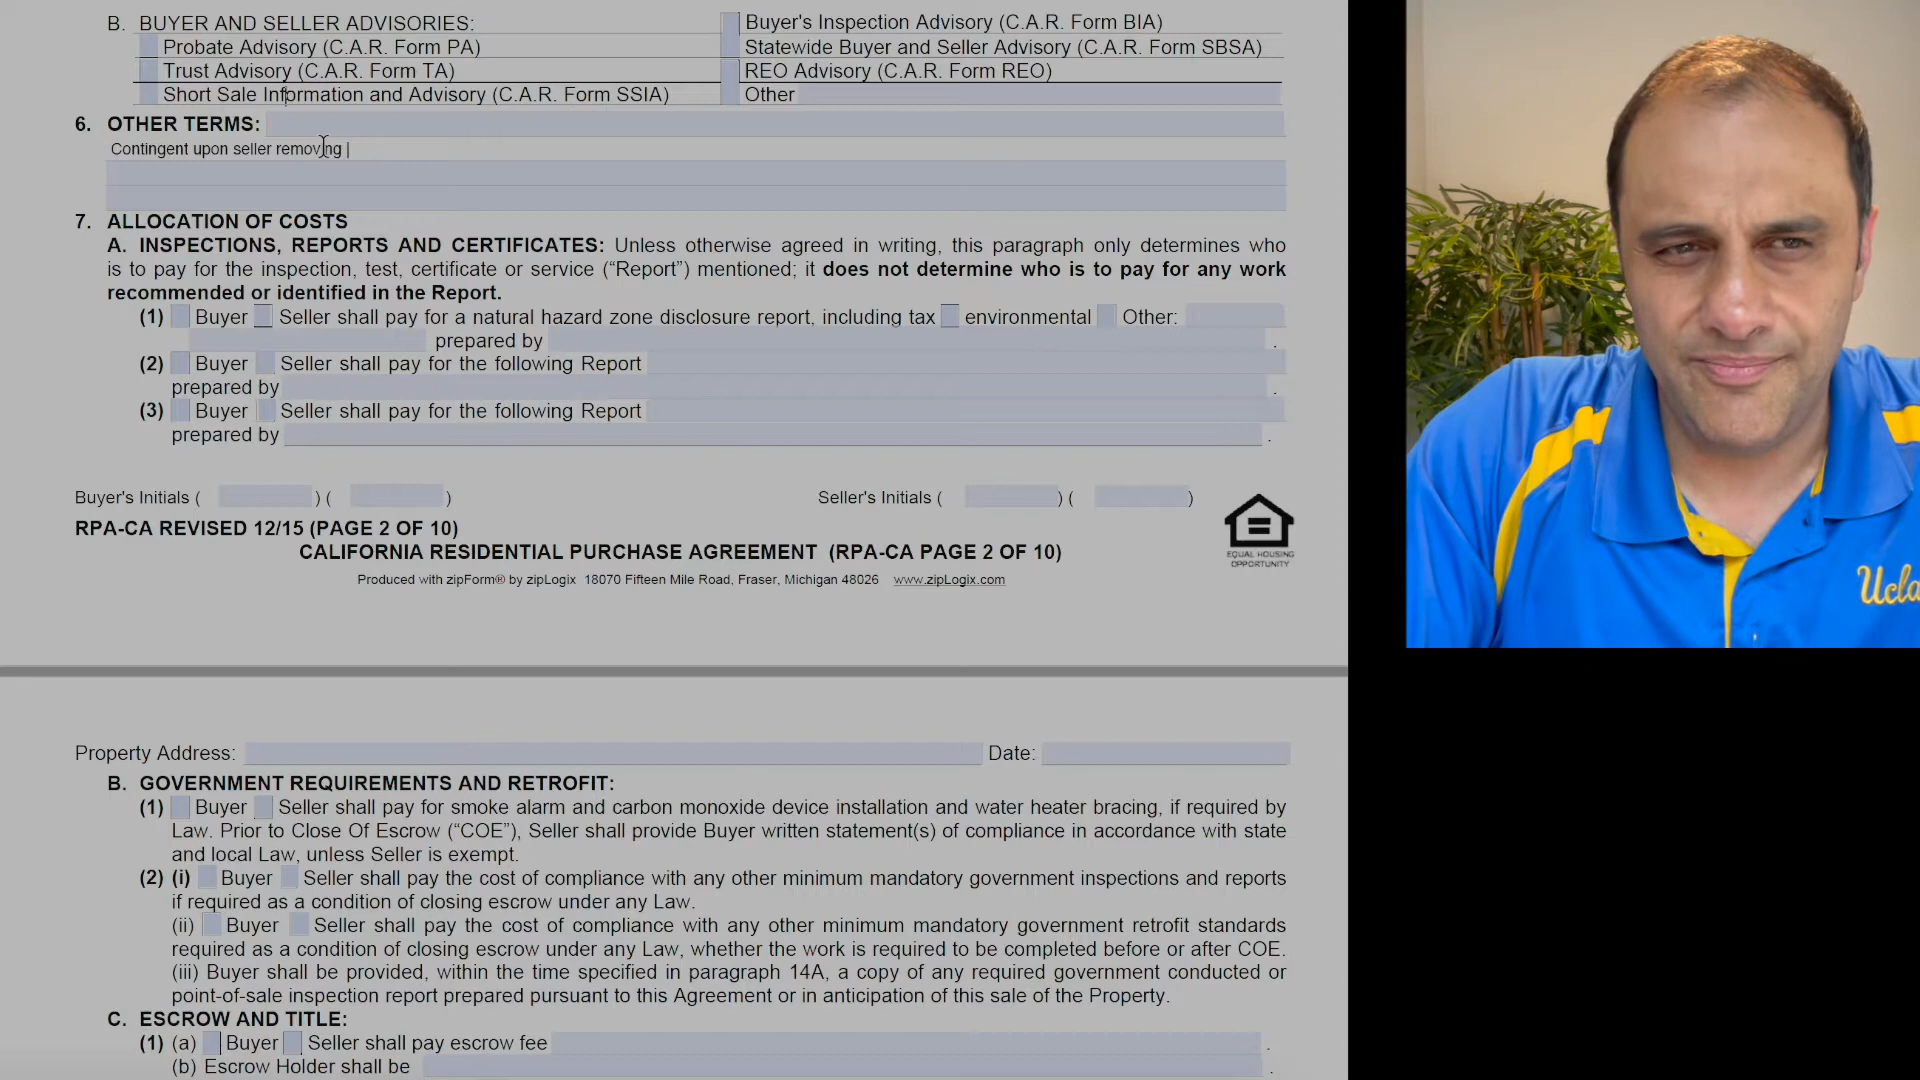 B. BUYER AND SELLER ADVISORIES:
Buyer's Inspection Advisory (C.A.R. Form BIA)
Probate Advisory (C.A.R. Form PA)
Statewide Buyer and Seller Advisory (C.A.R. Form SBSA)
Trust Advisory (C.A.R. Form TA)
REO Advisory (C.A.R. Form REO)
Short Sale Information and Advisory (C.A.R. Form SSIA)
Other
6. OTHER TERMS:
Contingent upon seller removing
7. ALLOCATION OF COSTS
A. INSPECTIONS, REPORTS AND CERTIFICATES: Unless otherwise agreed in writing, this paragraph only determines who
is to pay for the inspection, test, certificate or service (“Report”) mentioned; it does not determine who is to pay for any work
recommended or identified in the Report.
(1) Buyer Seller shall pay for a natural hazard zone disclosure report, including tax environmental Other:
prepared by .
(2) Buyer Seller shall pay for the following Report
prepared by .
(3) Buyer Seller shall pay for the following Report
prepared by .
Buyer's Initials ( ) ( )
Seller's Initials ( ) ( )
RPA-CA REVISED 12/15 (PAGE 2 OF 10)
EQUAL HOUSING
OPPORTUNITY
CALIFORNIA RESIDENTIAL PURCHASE AGREEMENT (RPA-CA PAGE 2 OF 10)
Produced with zipForm® by zipLogix 18070 Fifteen Mile Road, Fraser, Michigan 48026 www.zipLogix.com
Property Address: Date:
B. GOVERNMENT REQUIREMENTS AND RETROFIT:
(1) Buyer Seller shall pay for smoke alarm and carbon monoxide device installation and water heater bracing, if required by
Law. Prior to Close Of Escrow (“COE”), Seller shall provide Buyer written statement(s) of compliance in accordance with state
and local Law, unless Seller is exempt.
(2) (i) Buyer Seller shall pay the cost of compliance with any other minimum mandatory government inspections and reports
if required as a condition of closing escrow under any Law.
(ii) Buyer Seller shall pay the cost of compliance with any other minimum mandatory government retrofit standards
required as a condition of closing escrow under any Law, whether the work is required to be completed before or after COE.
(iii) Buyer shall be provided, within the time specified in paragraph 14A, a copy of any required government conducted or
point-of-sale inspection report prepared pursuant to this Agreement or in anticipation of this sale of the Property.
C. ESCROW AND TITLE:
(1) (a) Buyer Seller shall pay escrow fee .
(b) Escrow Holder shall be .
Ucla